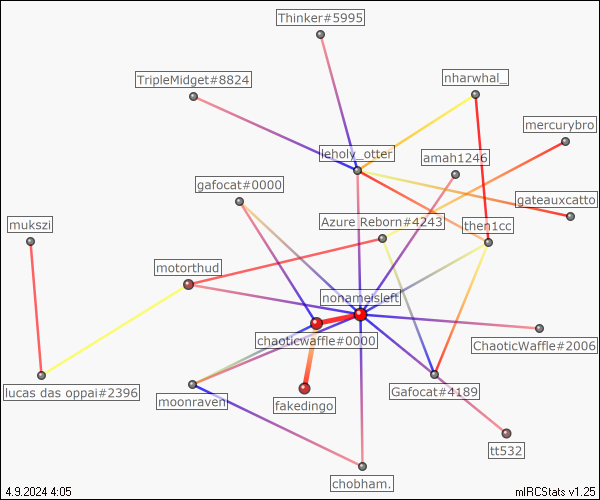 Thinker#5995
TripleMidget#8824
nharwhal_
mercurybro
leholy_otter
amah1246
gafocat#0000
gateauxcatto
mukszi
Azure Reborn#4243
then1cc
motorthud
nonameisleft
chaoticwaffle#0000
ChaoticWaffle#2006
lucas das oppai#2396
moonraven
fakedingo
Gafocat#4189
tt532
chobham.
4.9.2024 4:05
mIRCStats v1.25